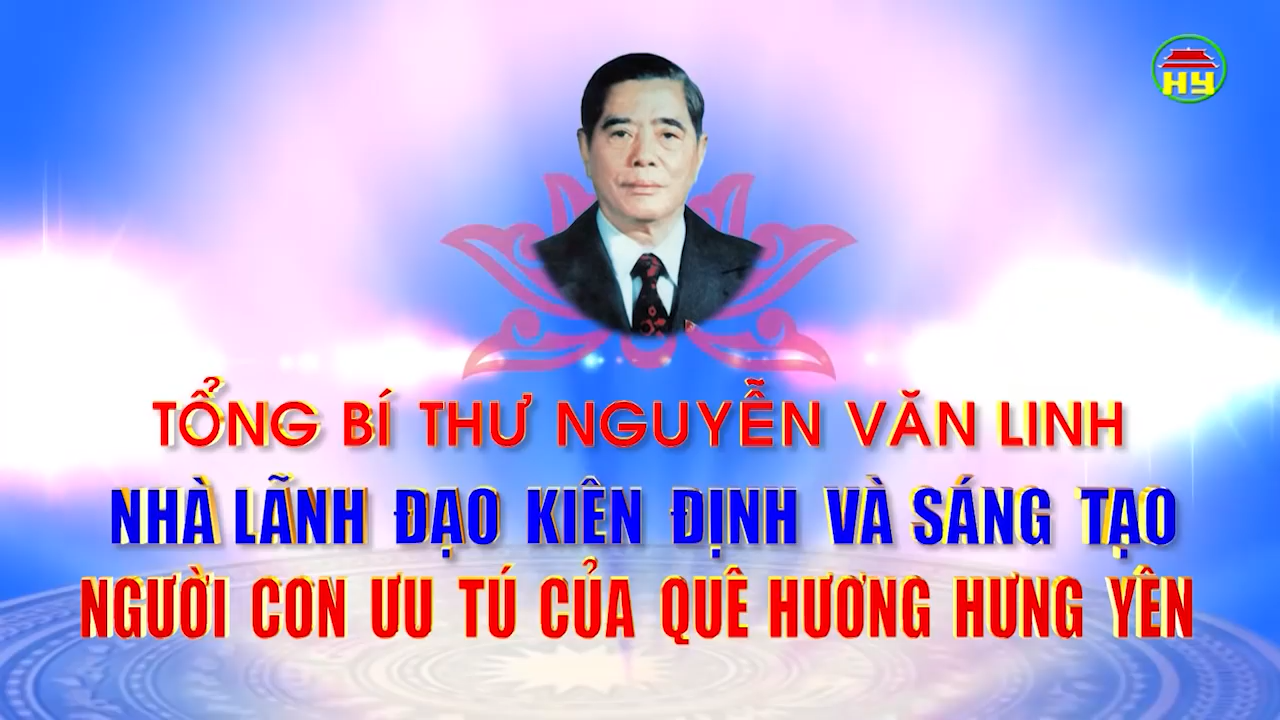 HY
TỔNG BÍ THƯ NGUYỄN VĂN LINH
NHÀ LÃNH ĐẠO KIÊN ĐỊNH VÀ SÁNG TẠO
NGƯỜI CON ƯU TÚ CỦA QUÊ HƯƠNG HƯNG YÊN